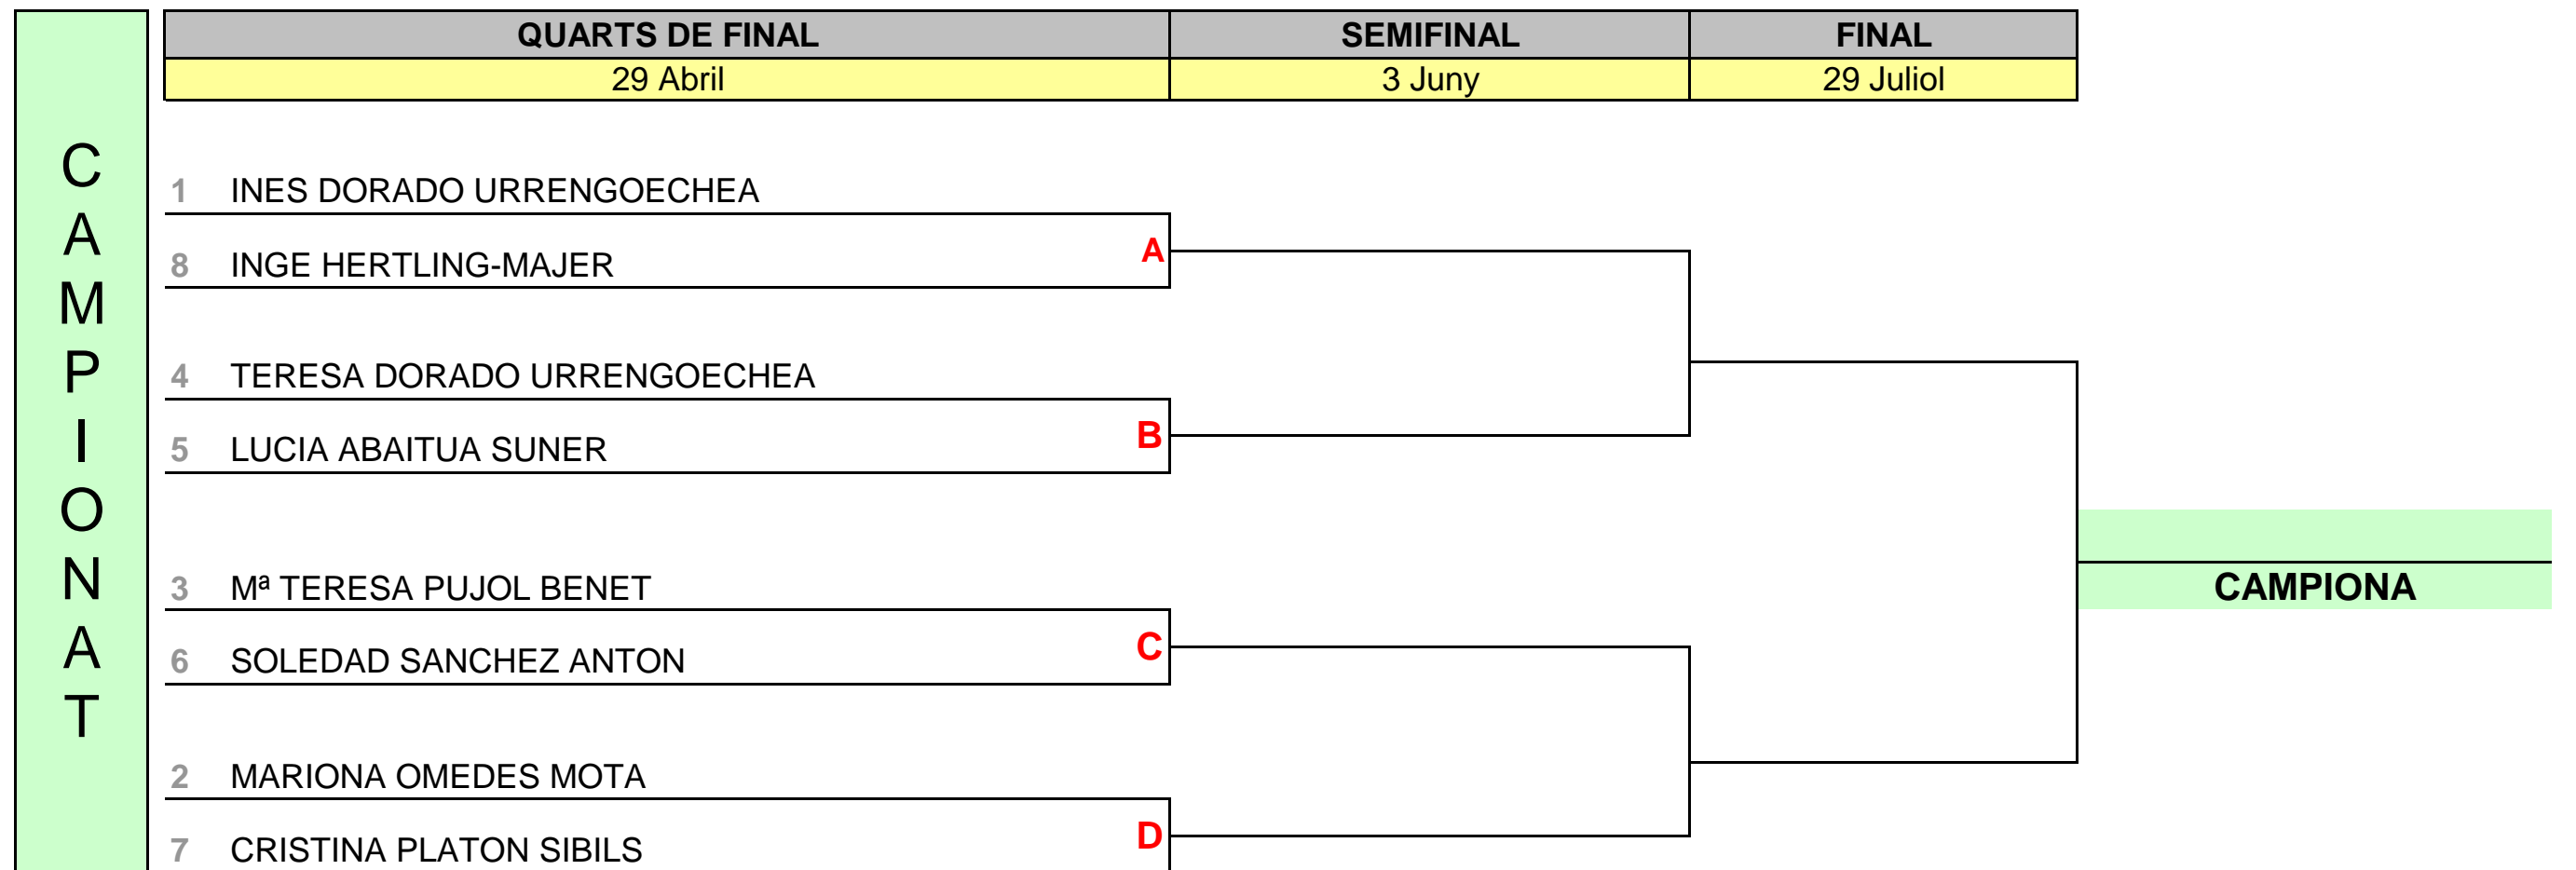 CAMPIONAT
QUARTS DE FINAL SEMIFINAL FINAL
29 Abril 3 Juny 29 Juliol
1 INES DORADO URRENGOECHEA
A
8 INGE HERTLING-MAJER
4 TERESA DORADO URRENGOECHEA
B
5 LUCIA ABAITUA SUNER
3 Mª TERESA PUJOL BENET
CAMPIONA
C
6 SOLEDAD SANCHEZ ANTON
2 MARIONA OMEDES MOTA
D
7 CRISTINA PLATON SIBILS